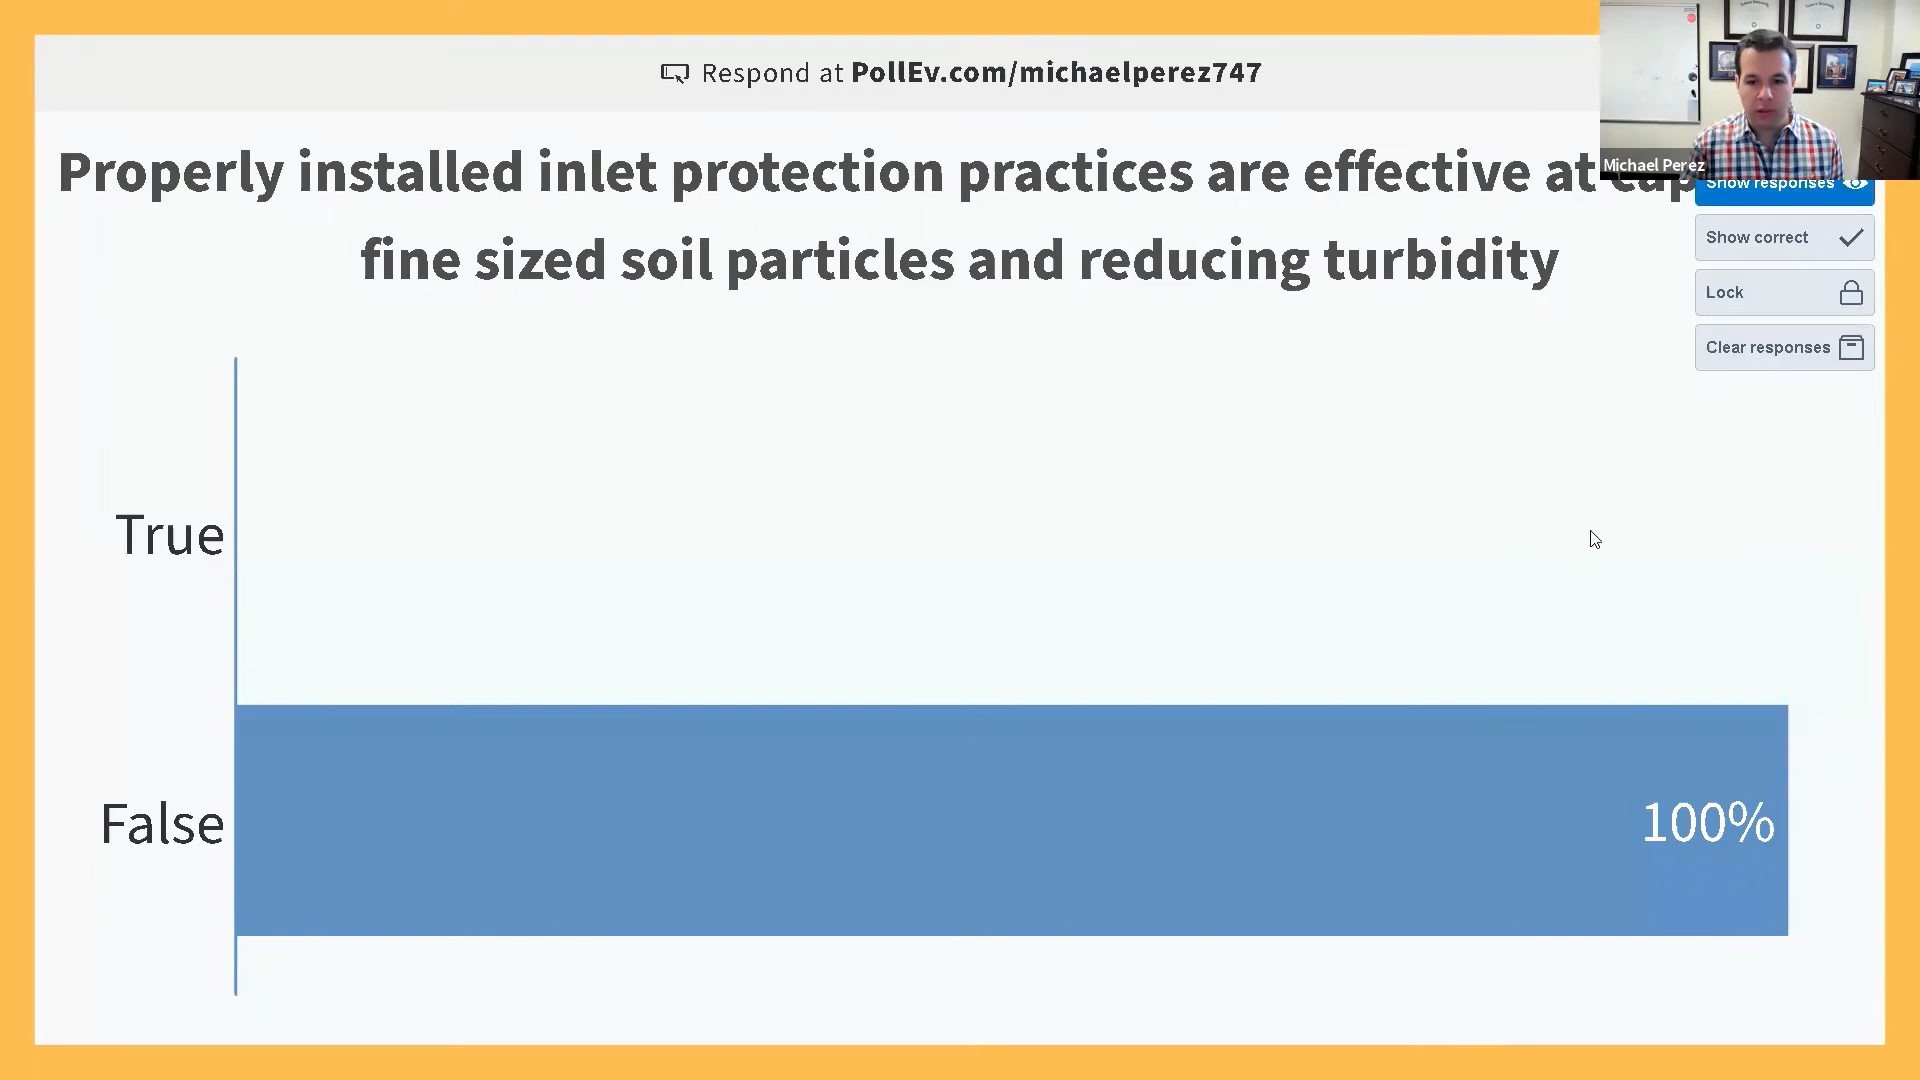 Respond at PollEv.com/michaelperez747
Properly installed inlet protection practices are effective at
fine sized soil particles and reducing turbidity
Michael Perez
Show responses
Show correct
Lock
Clear responses
True
False
100%